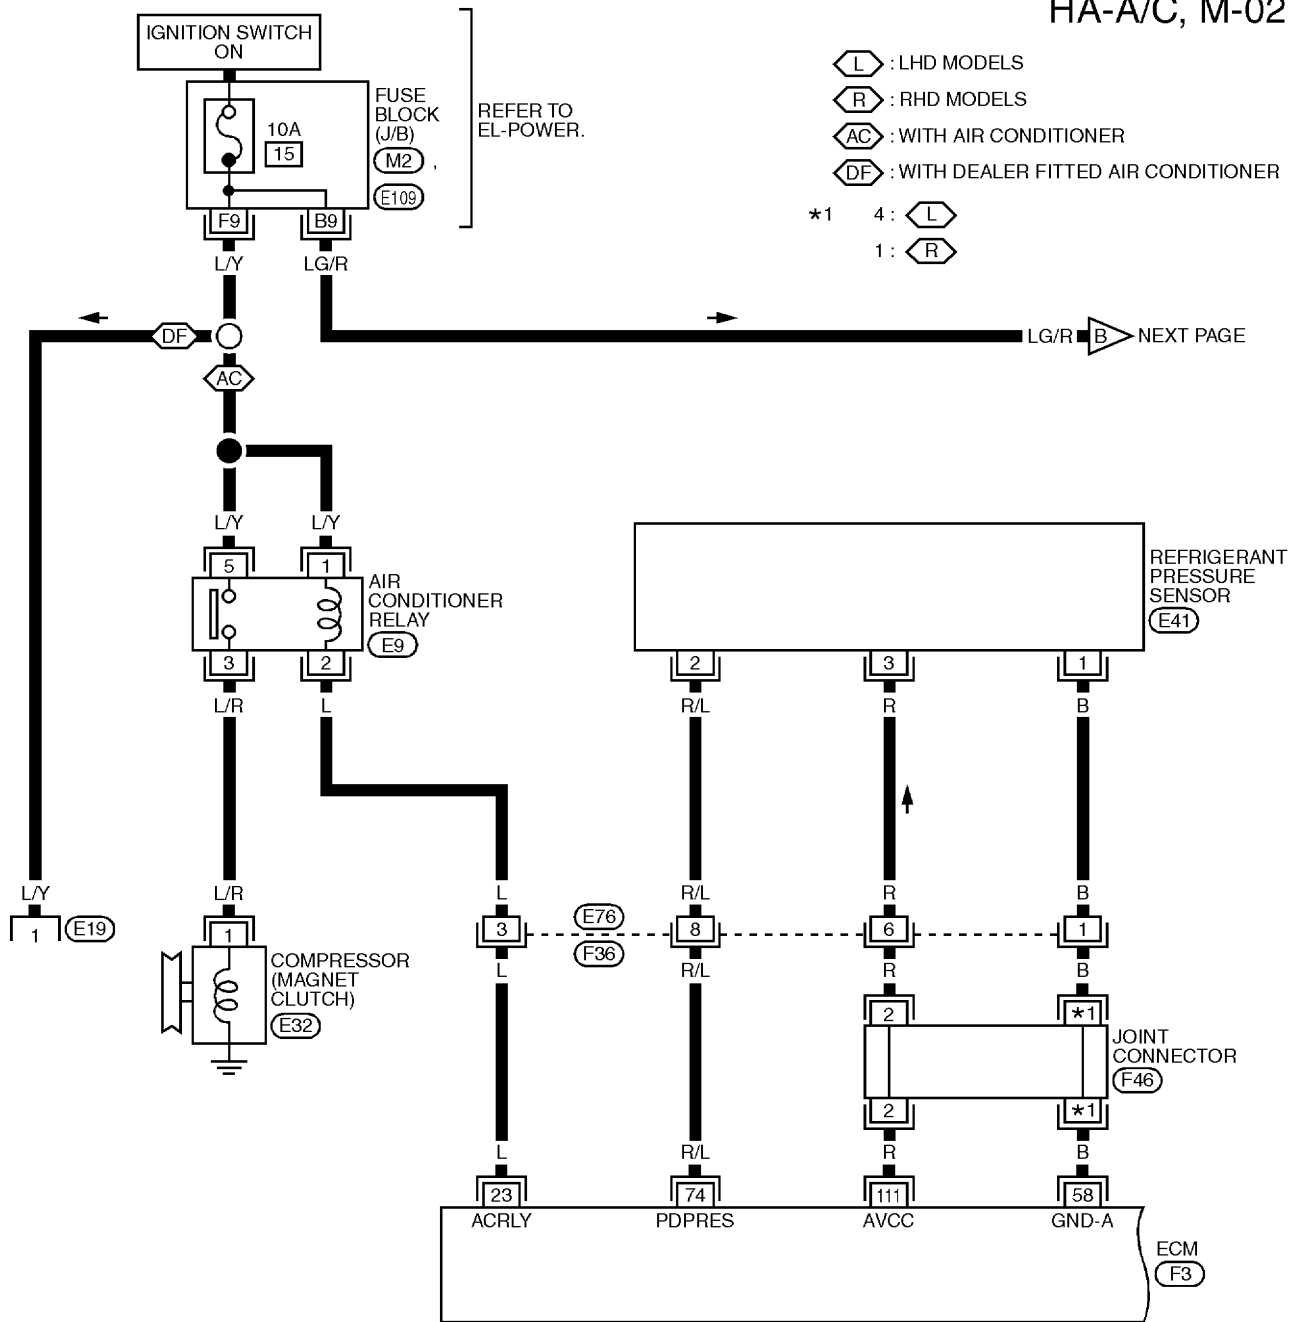 HA-A/C, M-02
IGNITION SWITCH
ON
FUSE
BLOCK
(J/B)
M2 ,
E109
10A
15
REFER TO
EL-POWER.
L : LHD MODELS
R : RHD MODELS
AC : WITH AIR CONDITIONER
DF : WITH DEALER FITTED AIR CONDITIONER
*1 4 : L
1 : R
F9 B9
L/Y LG/R
DF
LG/R B NEXT PAGE
AC
L/Y L/Y
5 1
AIR
CONDITIONER
RELAY
E9
3 2
L/R L
REFRIGERANT
PRESSURE
SENSOR
E41
2 3 1
R/L R B
L/Y L/R L R/L R B
1 E19
1
COMPRESSOR
(MAGNET
CLUTCH)
E32
3 E76 8 6 1
F36
L R/L R B
2 *1
JOINT
CONNECTOR
F46
2 *1
L R/L R B
23 74 111 58
ACRLY PDPRES AVCC GND-A
ECM
F3